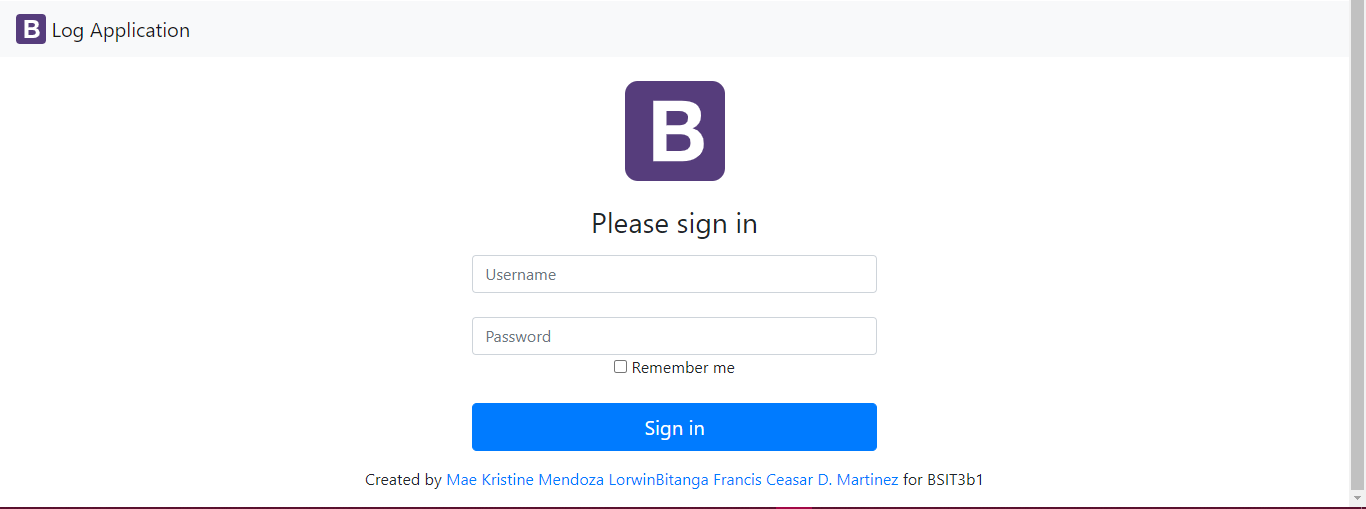 B Log Application
B
Please sign in
Username
Password
Remember me
Sign in
Created by Mae Kristine Mendoza LorwinBitanga Francis Ceasar D. Martinez for BSIT3b1